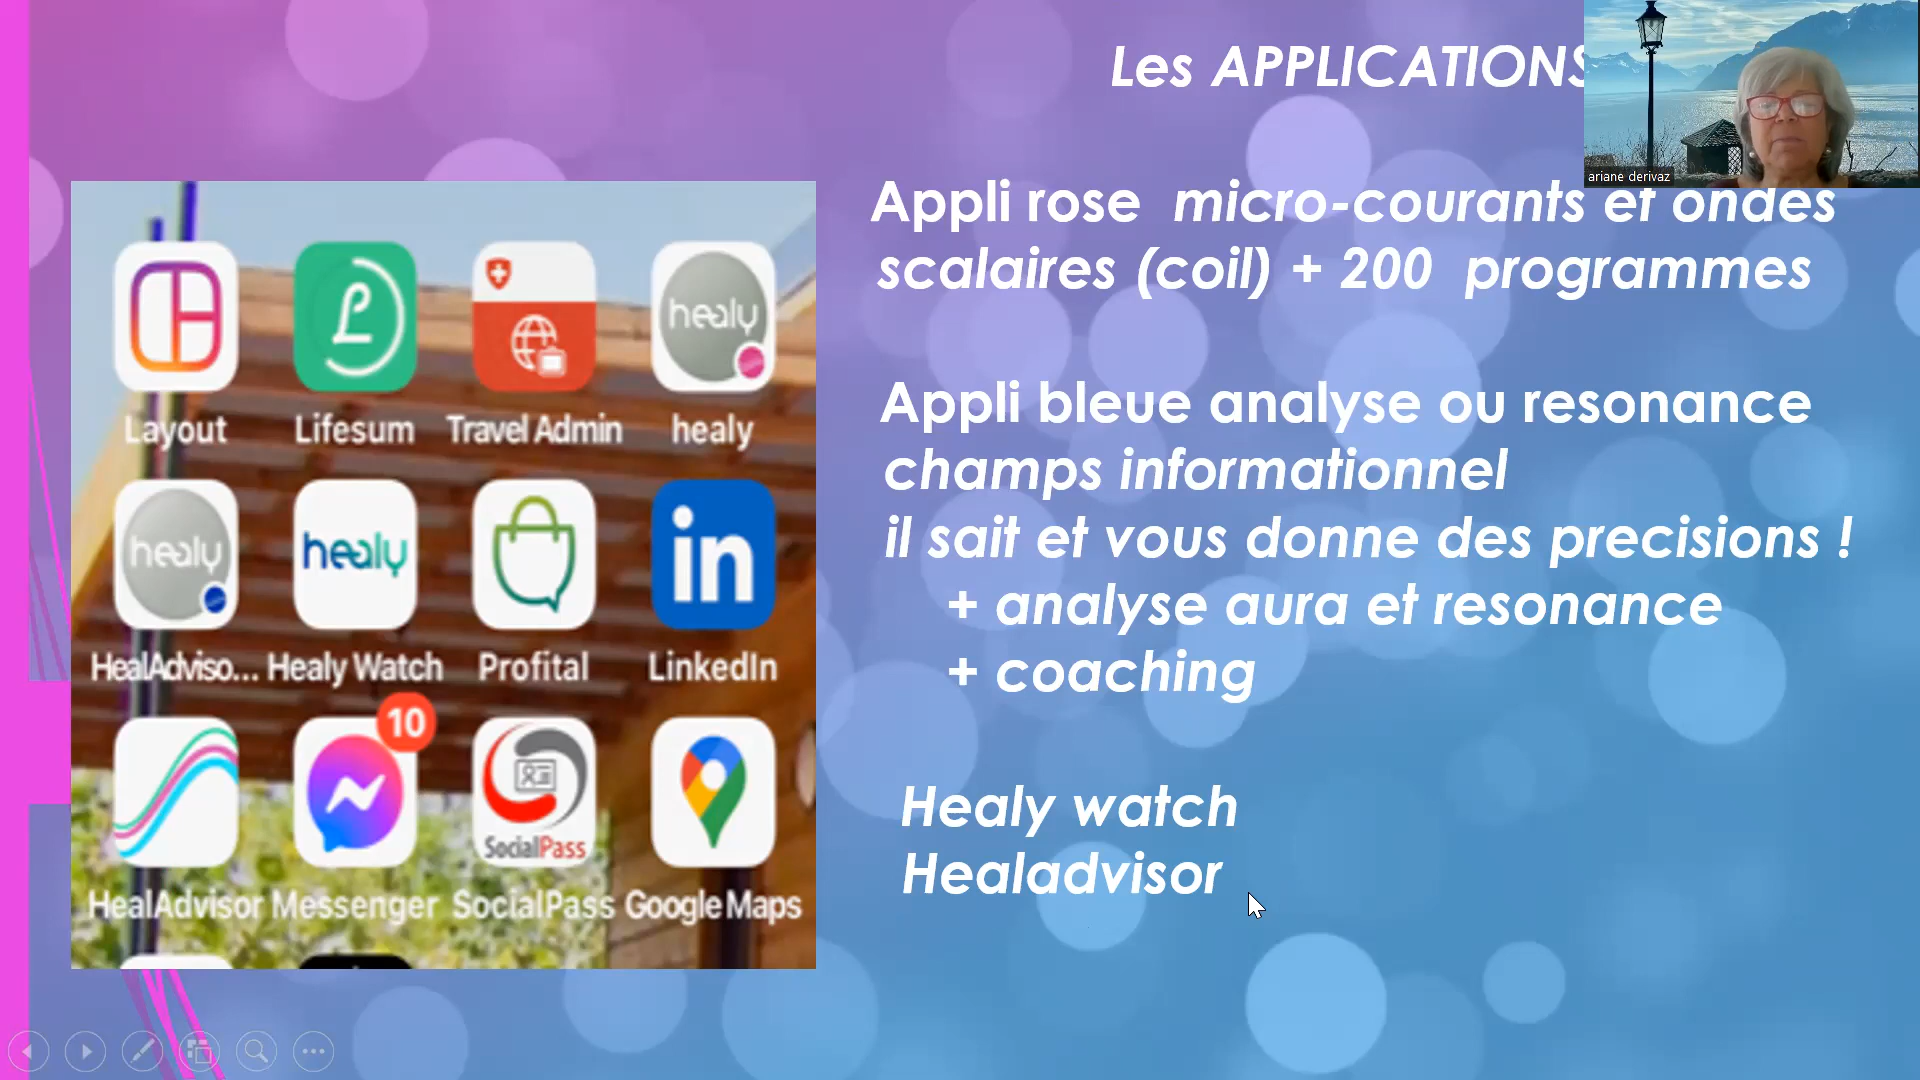 Les APPLICATIONS
ariane derivaz
Appli rose micro-courants et ondes
scalaires (coil) + 200 programmes
Appli bleue analyse ou resonance
champs informationnel
il sait et vous donne des precisions !
+ analyse aura et resonance
+ coaching
Healy watch
Healadvisor
healy
Layout
Lifesum
Travel Admin
healy
healy
healy
in
HealAdviso...
Healy Watch
Profital
LinkedIn
10
SocialPass
HealAdvisor
Messenger
SocialPass
Google Maps